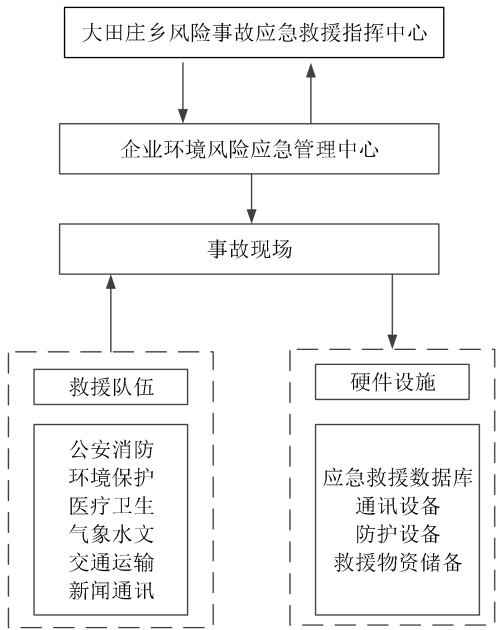 大田庄乡风险事故应急救援指挥中心
企业环境风险应急管理中心
事故现场
救援队伍
公安消防
环境保护
医疗卫生
气象水文
交通运输
新闻通讯
硬件设施
应急救援数据库
通讯设备
防护设备
救援物资储备